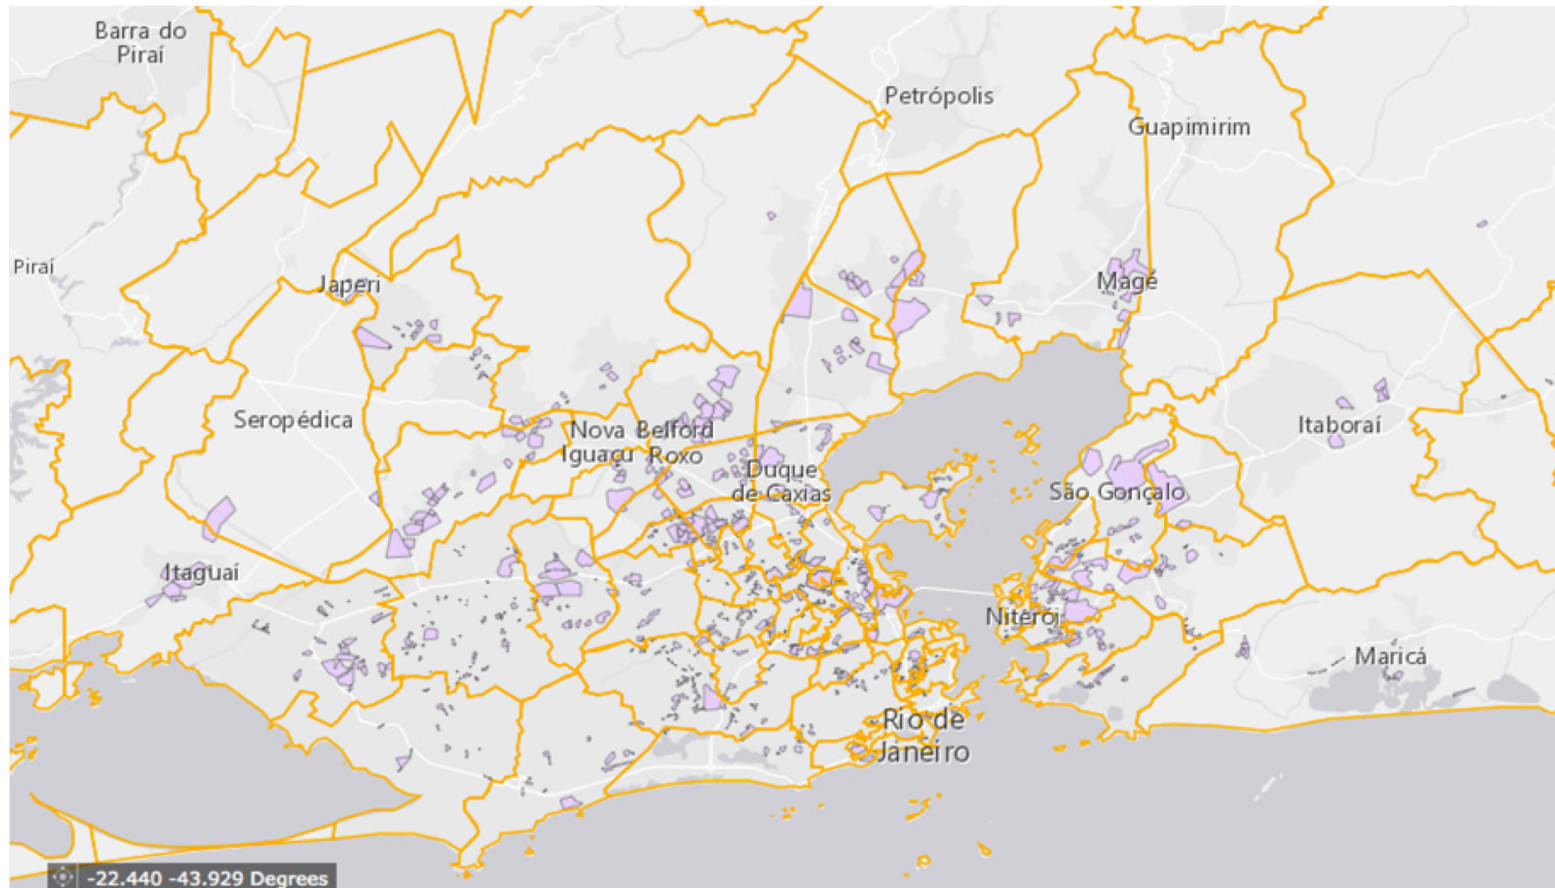 Barra do
Piraí
Petrópolis
Guapimirim
Piraí
Japeri
Magé
Seropédica
Nova
Iguaçu
Belford
Roxo
Itaboraí
Duque
de Caxias
São Gonçalo
Itaguaí
Niterói
Maricá
Rio de
Janeiro
-22.440 -43.929 Degrees